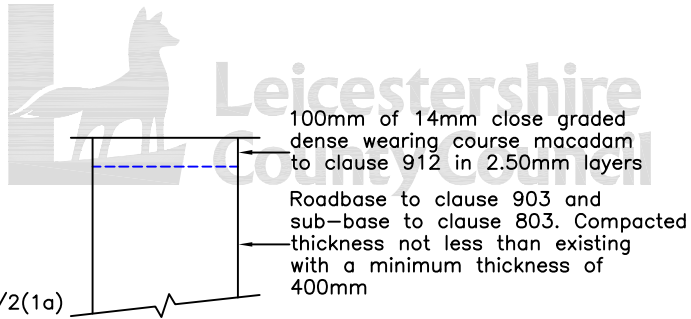 Leicestershire
County Council
100mm of 14mm close graded
dense wearing course macadam
to clause 912 in 2.50mm layers
Roadbase to clause 903 and
sub-base to clause 803. Compacted
thickness not less than existing
with a minimum thickness of
400mm
/2(1a)